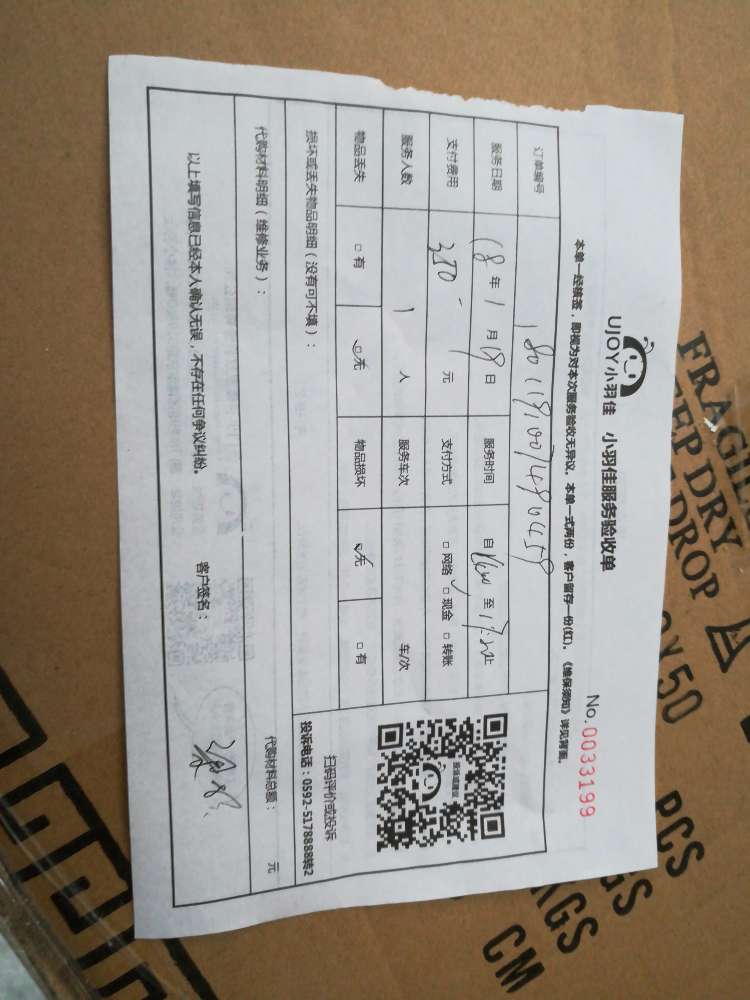 UJOY小羽佳 小羽佳服务验收单
No.0033199
本单一经核签，即视为对本次服务验收无异议。本单一式两份，客户留存一份(红)。《维保须知》详见背面。
订单编号
服务日期 18 年 1 月 18 日 服务时间 自 至 止
支付费用 350 元 支付方式 □ 网络 □ 现金 □ 转账
服务人数 1 人 服务车次 车/次
物品丢失 □ 有 □ 无 物品损坏 □ 无 □ 有
扫码评价或投诉
投诉电话：0592-5178888转2
损坏或丢失物品明细（没有可不填）：
代购材料明细（维修业务）： 代购材料总额： 元
以上填写信息已经本人确认无误，不存在任何争议纠纷。 客户签名：
FRAGILE
KEEP DRY
DROP
X50
PCS
KGS
CM